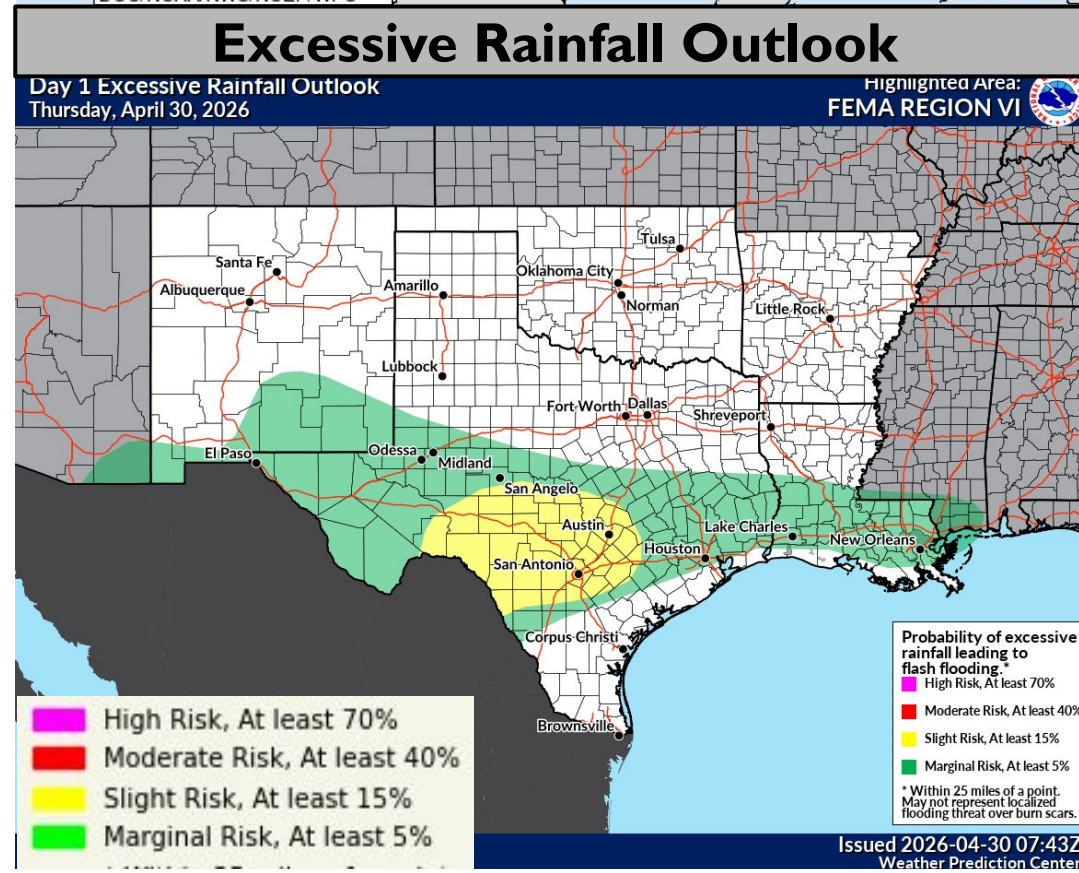 Excessive Rainfall Outlook
Day 1 Excessive Rainfall Outlook
Thursday, April 30, 2026
Highlighted Area:
FEMA REGION VI
Tulsa
Santa Fe
Oklahoma City
Albuquerque
Amarillo
Norman
Little Rock
Lubbock
Fort Worth
Dallas
Shreveport
El Paso
Odessa
Midland
San Angelo
Austin
Lake Charles
New Orleans
Houston
San Antonio
Corpus Christi
Brownsville
Probability of excessive
rainfall leading to
flash flooding.*
High Risk, At least 70%
Moderate Risk, At least 40%
Slight Risk, At least 15%
Marginal Risk, At least 5%
* Within 25 miles of a point.
May not represent localized
flooding threat over burn scars.
High Risk, At least 70%
Moderate Risk, At least 40%
Slight Risk, At least 15%
Marginal Risk, At least 5%
Issued 2026-04-30 07:43Z
Weather Prediction Center